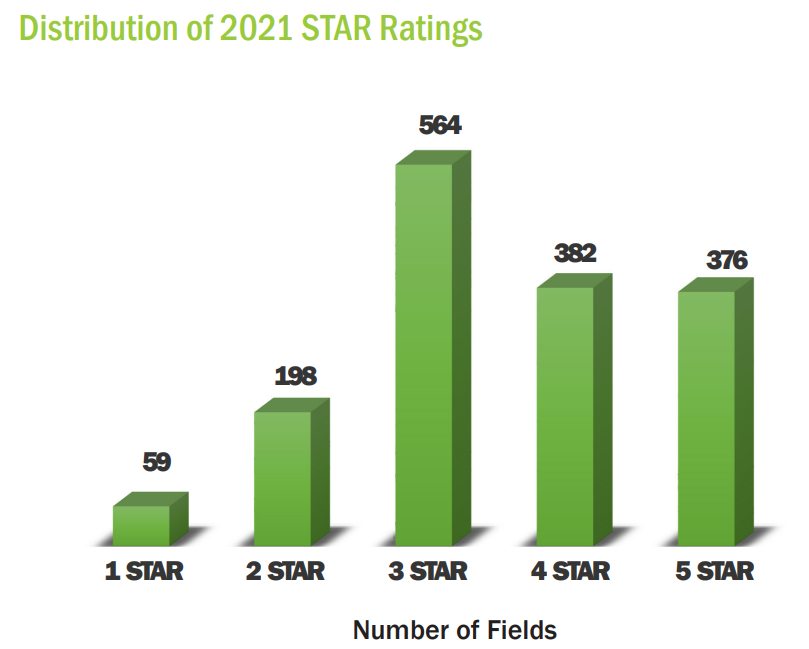 Distribution of 2021 STAR Ratings
564
382
376
198
59
1 STAR 2 STAR 3 STAR 4 STAR 5 STAR
Number of Fields